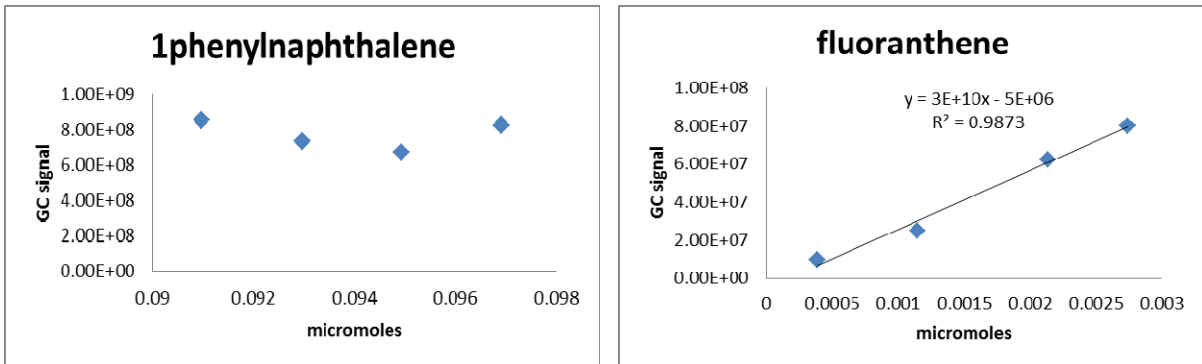 1phenylnaphthalene
1.00E+09
8.00E+08
6.00E+08
4.00E+08
2.00E+08
0.00E+00
GC signal
0.09 0.092 0.094 0.096 0.098
micromoles
fluoranthene
y = 3E+10x - 5E+06
R² = 0.9873
1.00E+08
8.00E+07
6.00E+07
4.00E+07
2.00E+07
0.00E+00
GC signal
0 0.0005 0.001 0.0015 0.002 0.0025 0.003
micromoles